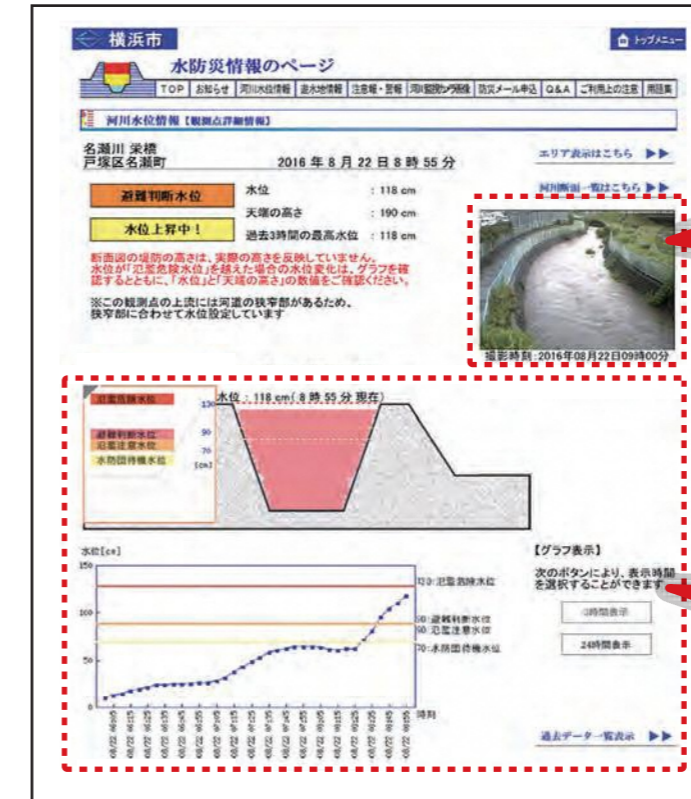 横浜市
トップメニュー
水防災情報のページ
TOP お知らせ 河川水位情報 遊水地情報 注意報・警報 河川監視カメラ画像 防災メール申込 Q&A ご利用上の注意 用語集
河川水位情報【観測点詳細情報】
名瀬川 栄橋
戸塚区名瀬町
2016 年 8 月 22 日 8 時 55 分
エリア表示はこちら
避難判断水位
水位 : 118 cm
河川断面一覧はこちら
天端の高さ : 190 cm
水位上昇中!
過去3時間の最高水位 : 118 cm
断面図の堤防の高さは、実際の高さを反映していません。
水位が「氾濫危険水位」を越えた場合の水位変化は、グラフを確
認するとともに、「水位」と「天端の高さ」の数値をご確認ください。
※この観測点の上流には河道の狭窄部があるため、
狭窄部に合わせて水位設定しています
撮影時刻:2016年08月22日09時00分
水位 : 118 cm( 8 時 55 分 現在)
氾濫危険水位
130
避難判断水位
90
氾濫注意水位
70
水防団待機水位
[cm]
水位[cm]
150
100
50
0
130:氾濫危険水位
90:避難判断水位
90:氾濫注意水位
70:水防団待機水位
時刻
【グラフ表示】
次のボタンにより、表示時間
を選択することができます
3時間表示
24時間表示
過去データ一覧表示